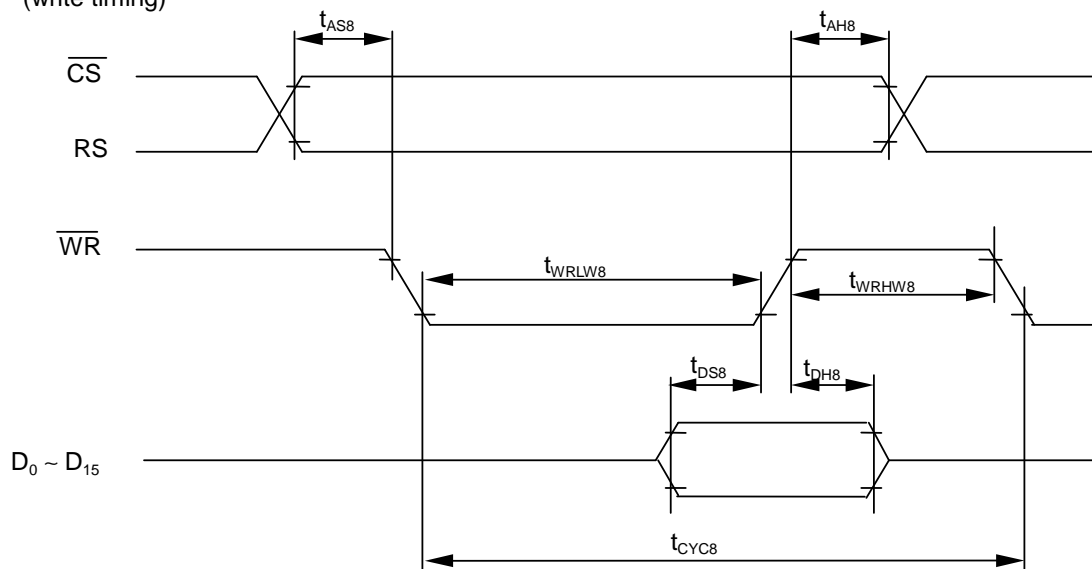 (write timing)
tAS8
tAH8
CS
RS
WR
tWRLW8
tWRHW8
tDS8
tDH8
D0 ~ D15
tCYC8